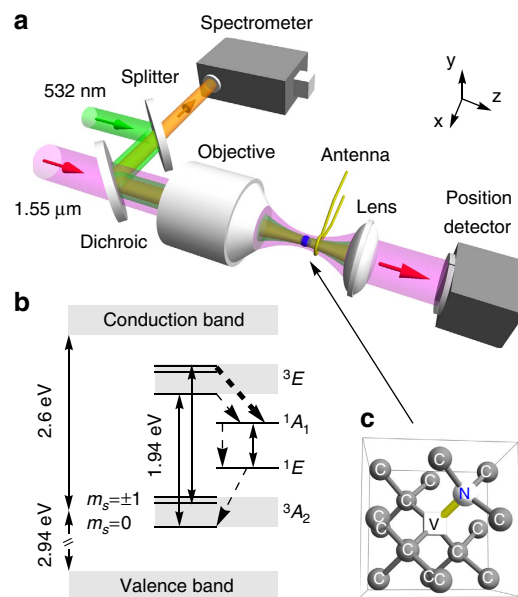 a
Spectrometer
Splitter
532 nm
y
z
x
Objective
Antenna
Lens
1.55 μm
Position
detector
Dichroic
b
Conduction band
³E
2.6 eV
1.94 eV
¹A₁
¹E
mₛ=±1
³A₂
mₛ=0
2.94 eV
Valence band
c
C
C
C
C
N
C
V
C
C
C
C
C
C
C
C
C